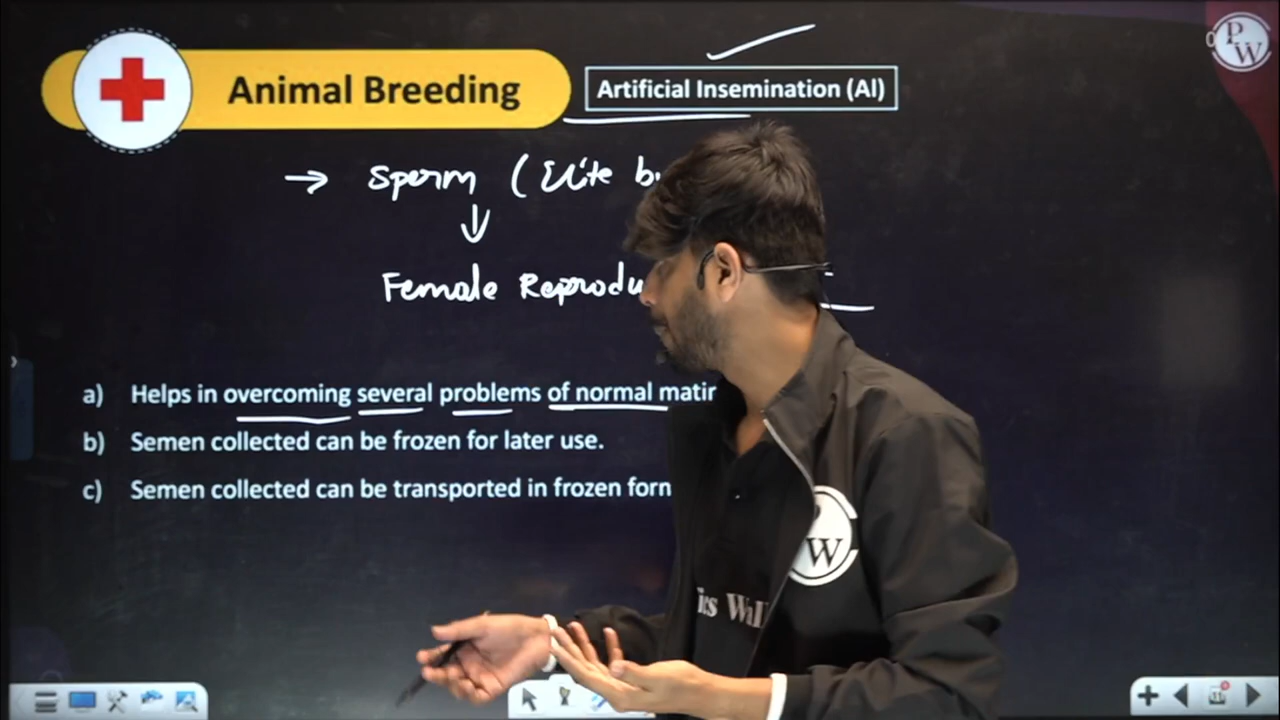 PW
Animal Breeding
Artificial Insemination (AI)
→ Sperm (Elite
↓
Female
a) Helps in overcoming several problems of normal
b) Semen collected can be frozen for later use.
c) Semen collected can be transported in frozen
W